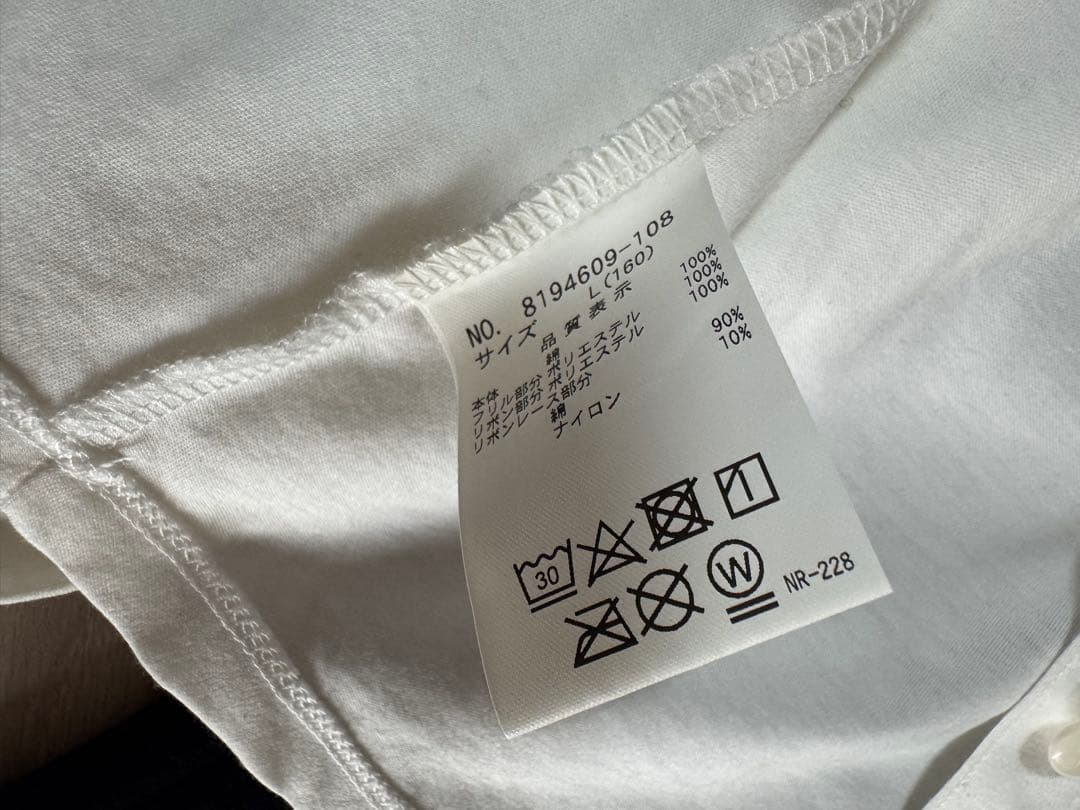 NO. 8194609-108
サイズ L(160)
品質表示
本体 綿 100%
フリル部分 ポリエステル 100%
リボン部分 ポリエステル 100%
リボンレース部分
綿 90%
ナイロン 10%
30
W
NR-228